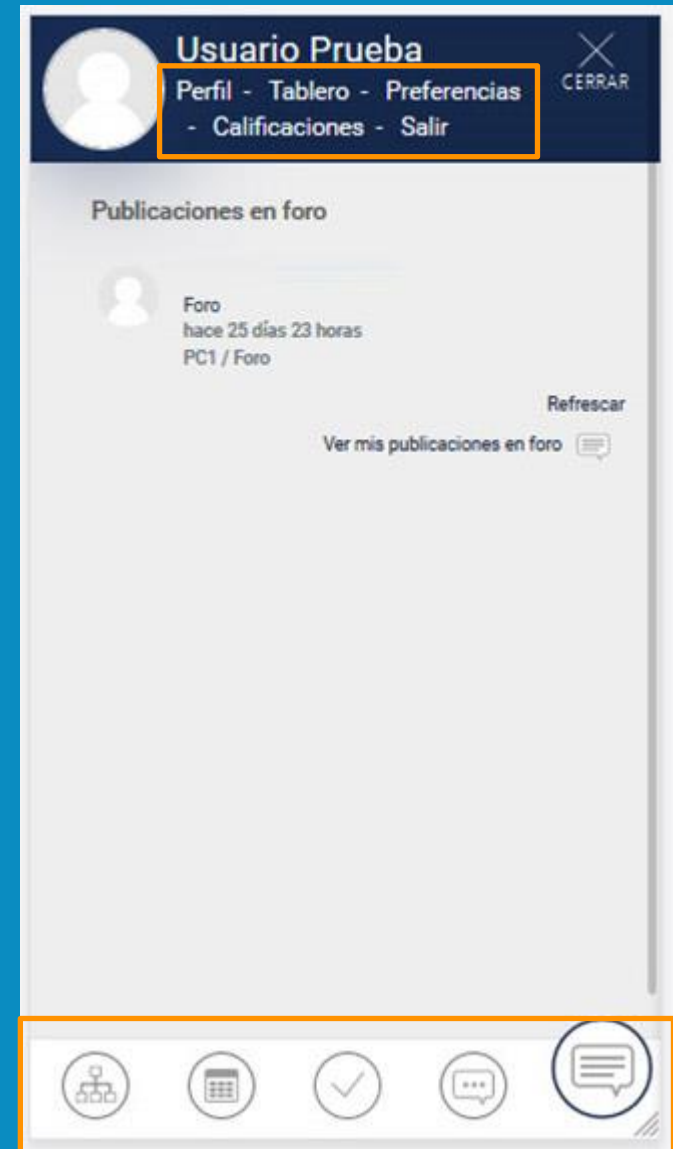 Usuario Prueba
CERRAR
Perfil - Tablero - Preferencias
- Calificaciones - Salir
Publicaciones en foro
Foro
hace 25 días 23 horas
PC1 / Foro
Refrescar
Ver mis publicaciones en foro